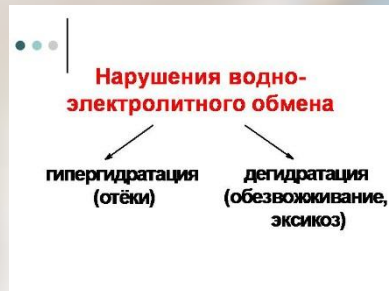 Нарушения водно-
электролитного обмена
гипергидратация
(отёки)
дегидратация
(обезвоживание,
эксикоз)